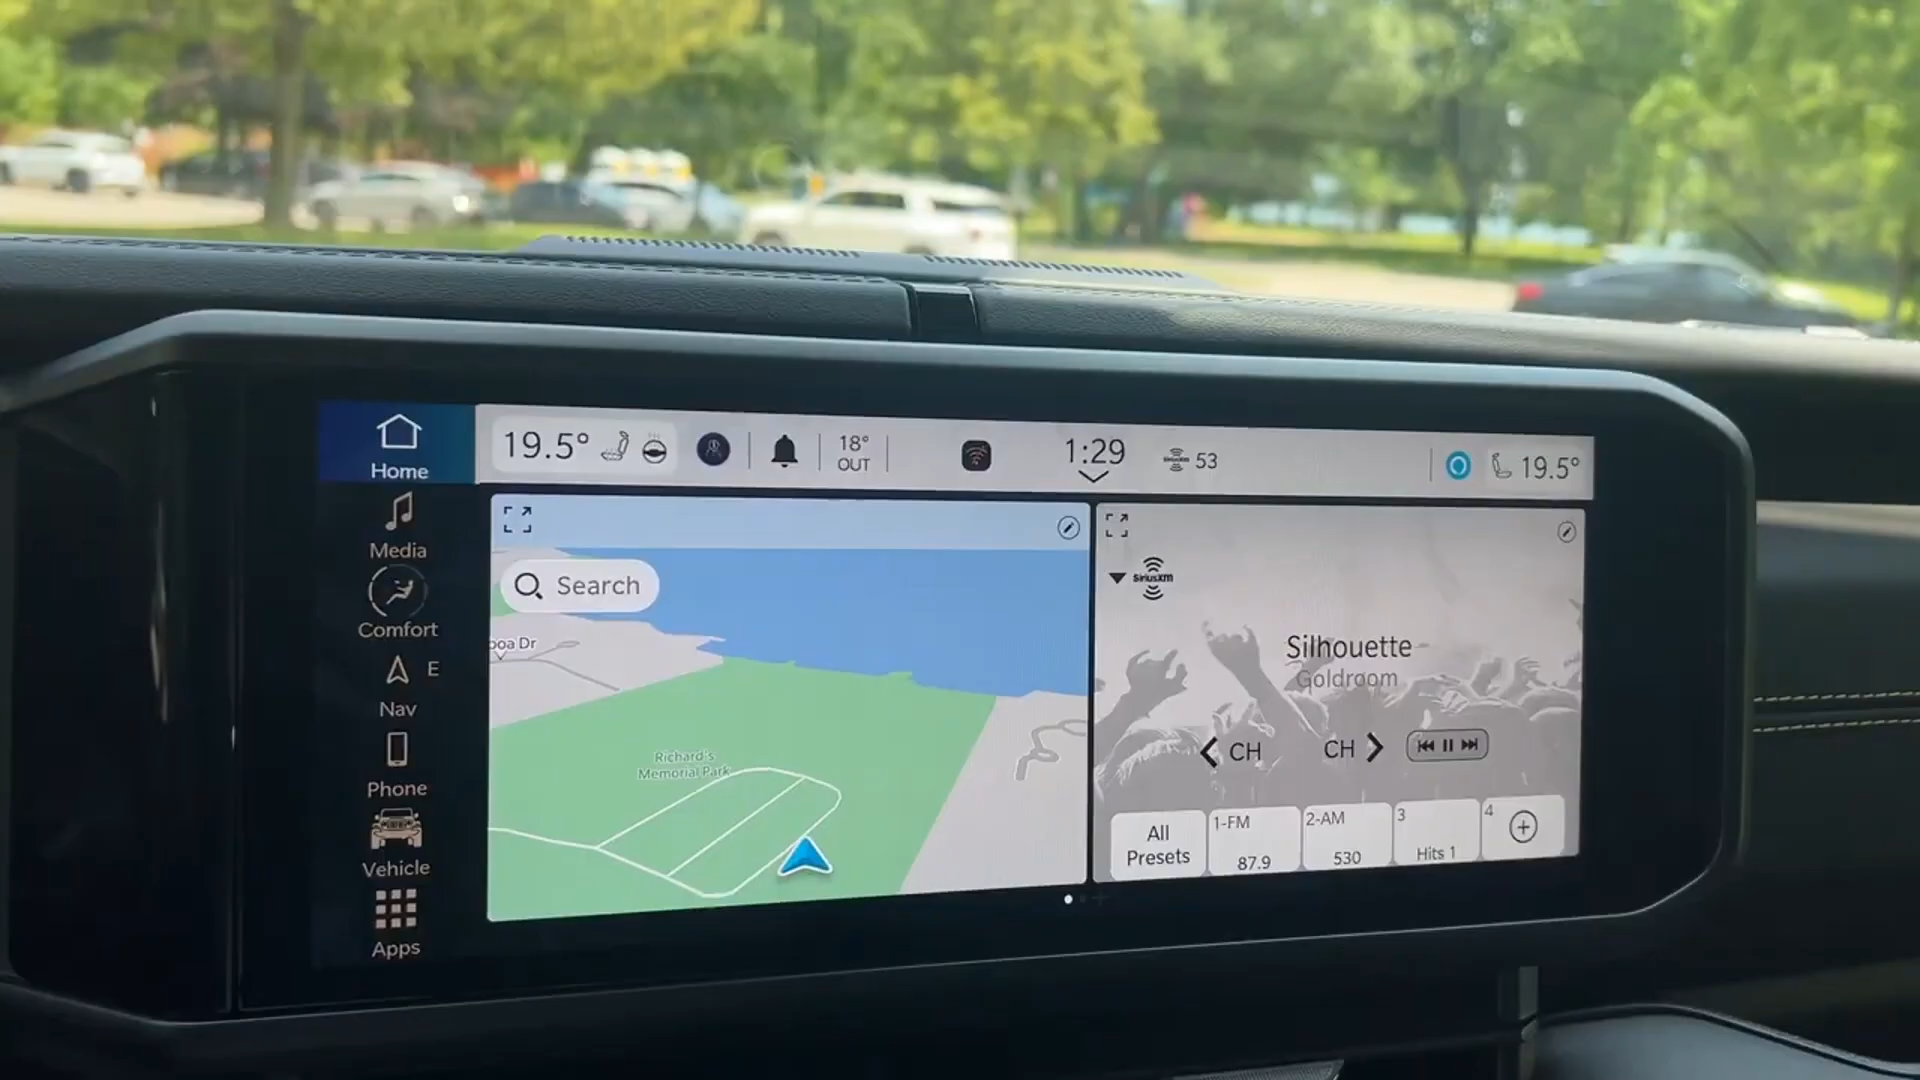 Home
19.5°
18°
OUT
1:29
53
19.5°
Media
Comfort
E
Nav
Phone
Vehicle
Apps
Search
boa Dr
Richard's
Memorial Park
SiriusXM
Silhouette
Goldroom
CH
CH
All
Presets
1-FM
87.9
2-AM
530
3
Hits 1
4